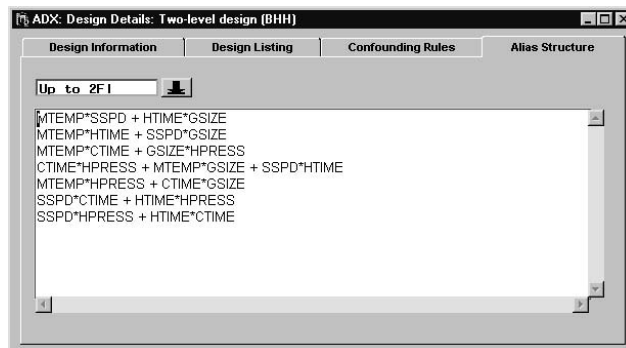 ADX: Design Details: Two-level design (BHH)
Design Information Design Listing Confounding Rules Alias Structure
Up to 2FI
MTEMP*SSPD + HTIME*GSIZE
MTEMP*HTIME + SSPD*GSIZE
MTEMP*CTIME + GSIZE*HPRESS
CTIME*HPRESS + MTEMP*GSIZE + SSPD*HTIME
MTEMP*HPRESS + CTIME*GSIZE
SSPD*CTIME + HTIME*HPRESS
SSPD*HPRESS + HTIME*CTIME